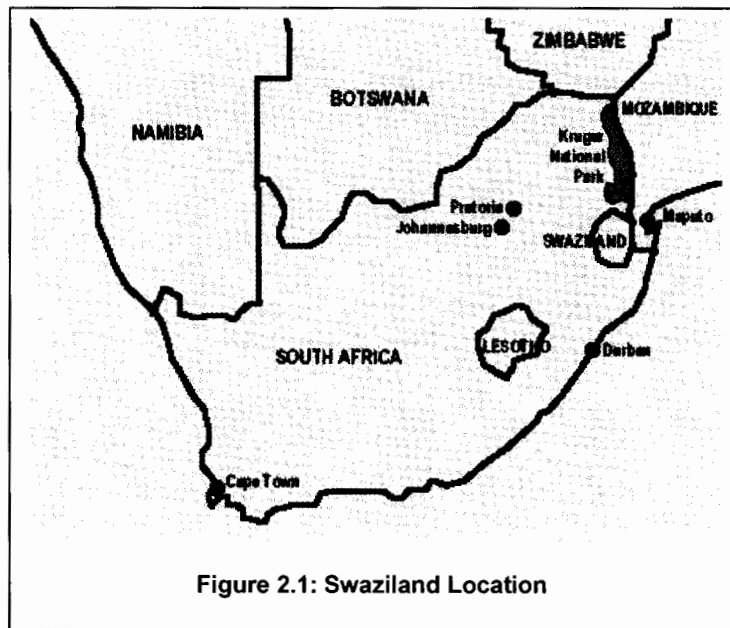 ZIMBABWE
BOTSWANA
MOZAMBIQUE
NAMIBIA
Kruger
National
Park
Pretoria
Maputo
Johannesburg
SWAZILAND
SOUTH AFRICA
LESOTHO
Durban
Cape Town
Figure 2.1: Swaziland Location